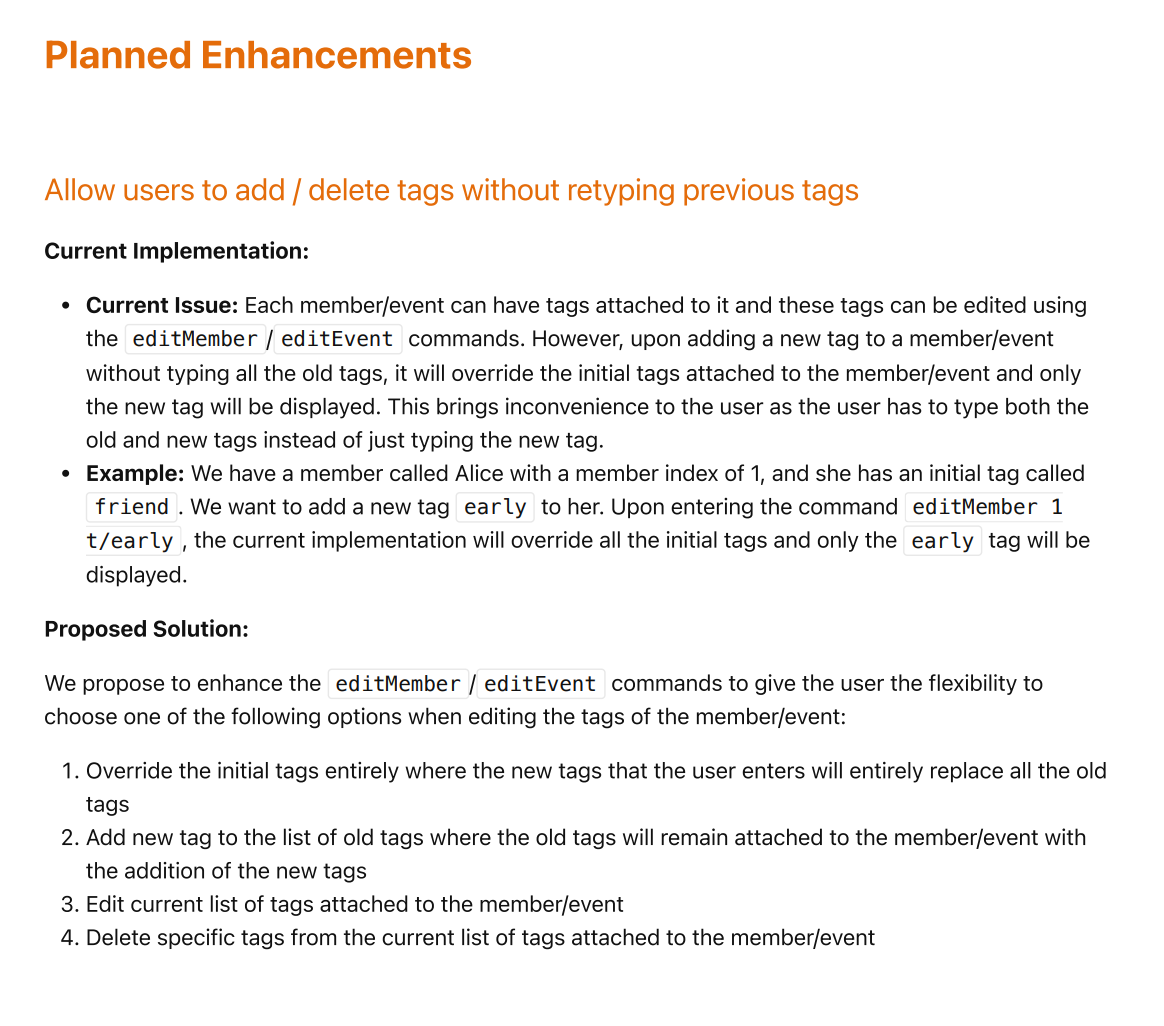 Planned Enhancements
Allow users to add / delete tags without retyping previous tags
Current Implementation:
• Current Issue: Each member/event can have tags attached to it and these tags can be edited using
the editMember / editEvent commands. However, upon adding a new tag to a member/event
without typing all the old tags, it will override the initial tags attached to the member/event and only
the new tag will be displayed. This brings inconvenience to the user as the user has to type both the
old and new tags instead of just typing the new tag.
• Example: We have a member called Alice with a member index of 1, and she has an initial tag called
friend . We want to add a new tag early to her. Upon entering the command editMember 1
t/early , the current implementation will override all the initial tags and only the early tag will be
displayed.
Proposed Solution:
We propose to enhance the editMember / editEvent commands to give the user the flexibility to
choose one of the following options when editing the tags of the member/event:
1. Override the initial tags entirely where the new tags that the user enters will entirely replace all the old
tags
2. Add new tag to the list of old tags where the old tags will remain attached to the member/event with
the addition of the new tags
3. Edit current list of tags attached to the member/event
4. Delete specific tags from the current list of tags attached to the member/event